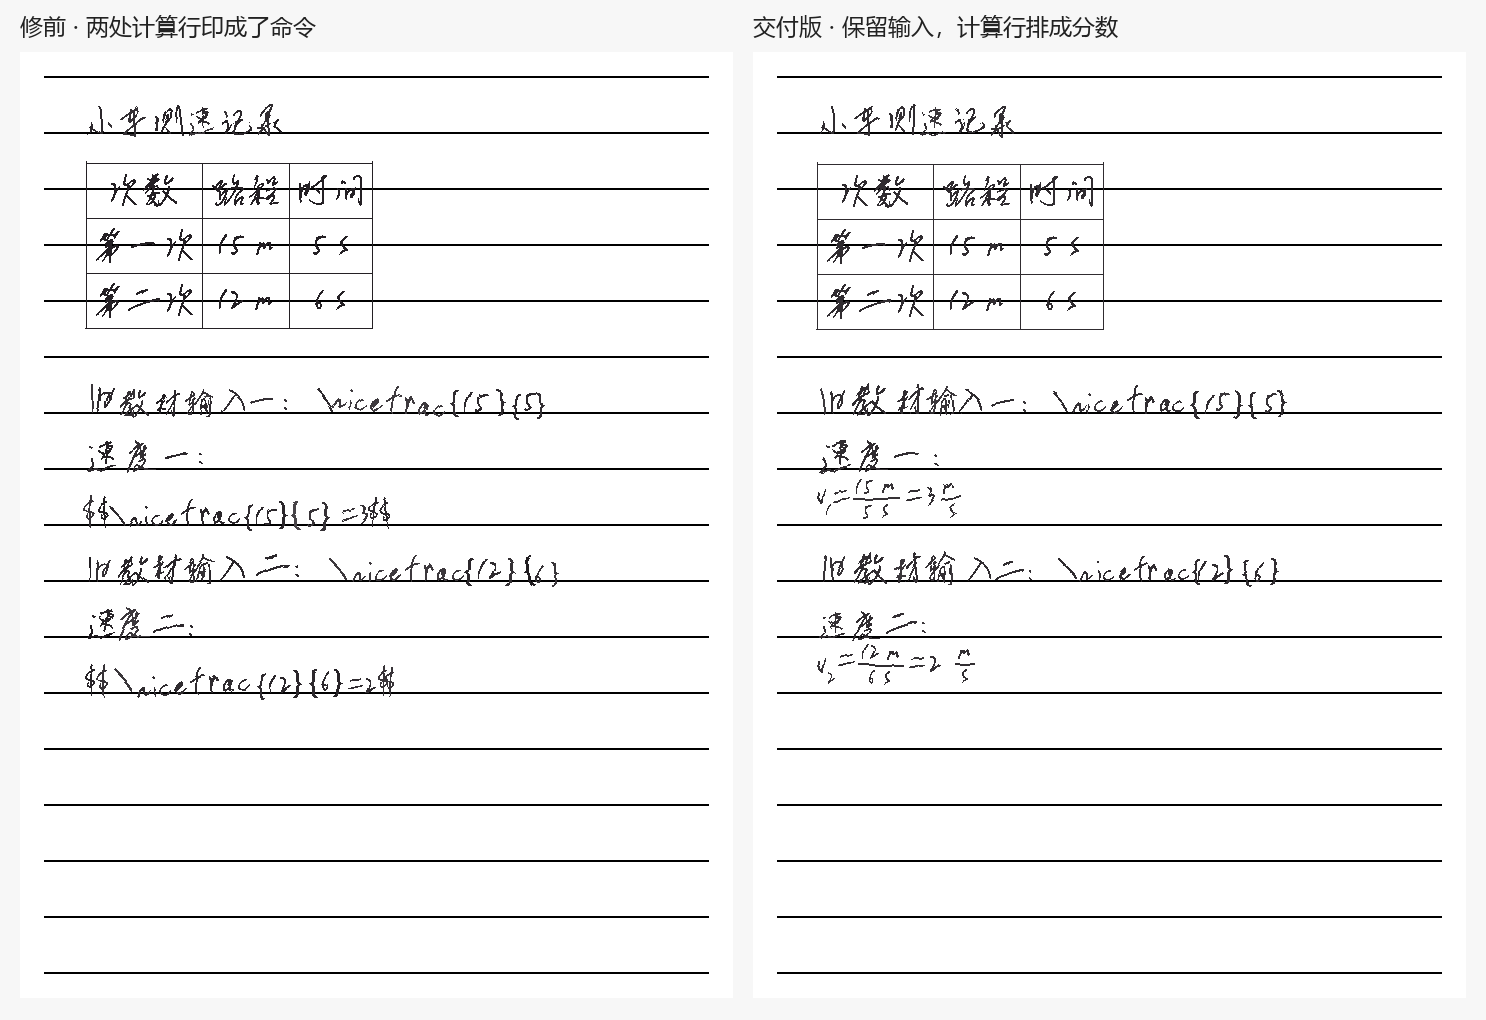 修前 · 两处计算行印成了命令
小车测速记录
次数 路程 时间
第一次 15 m 5 s
第二次 12 m 6 s
旧教材输入一：\nicefrac{15}{5}
速度一：
$$\nicefrac{15}{5}=3$$
旧教材输入二：\nicefrac{12}{6}
速度二：
$$\nicefrac{12}{6}=2$$
交付版 · 保留输入，计算行排成分数
小车测速记录
次数 路程 时间
第一次 15 m 5 s
第二次 12 m 6 s
旧教材输入一：\nicefrac{15}{5}
速度一：
v₁=15 m/5 s=3 m/s
旧教材输入二：\nicefrac{12}{6}
速度二：
v₂=12 m/6 s=2 m/s